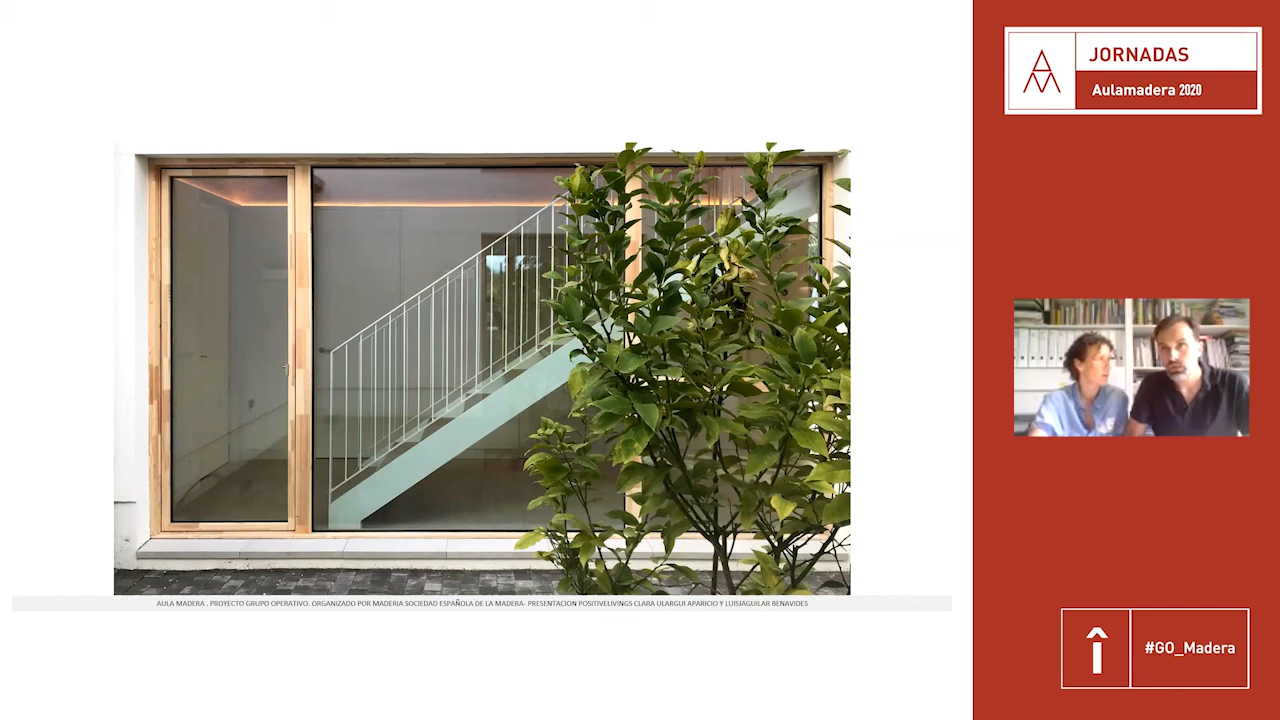 JORNADAS
Aulamadera 2020
AULA MADERA . PROYECTO GRUPO OPERATIVO. ORGANIZADO POR MADERIA SOCIEDAD ESPAÑOLA DE LA MADERA- PRESENTACION POSITIVELIVINGS CLARA ULARGUI APARICIO Y LUISJAGUILAR BENAVIDES
#GO_Madera